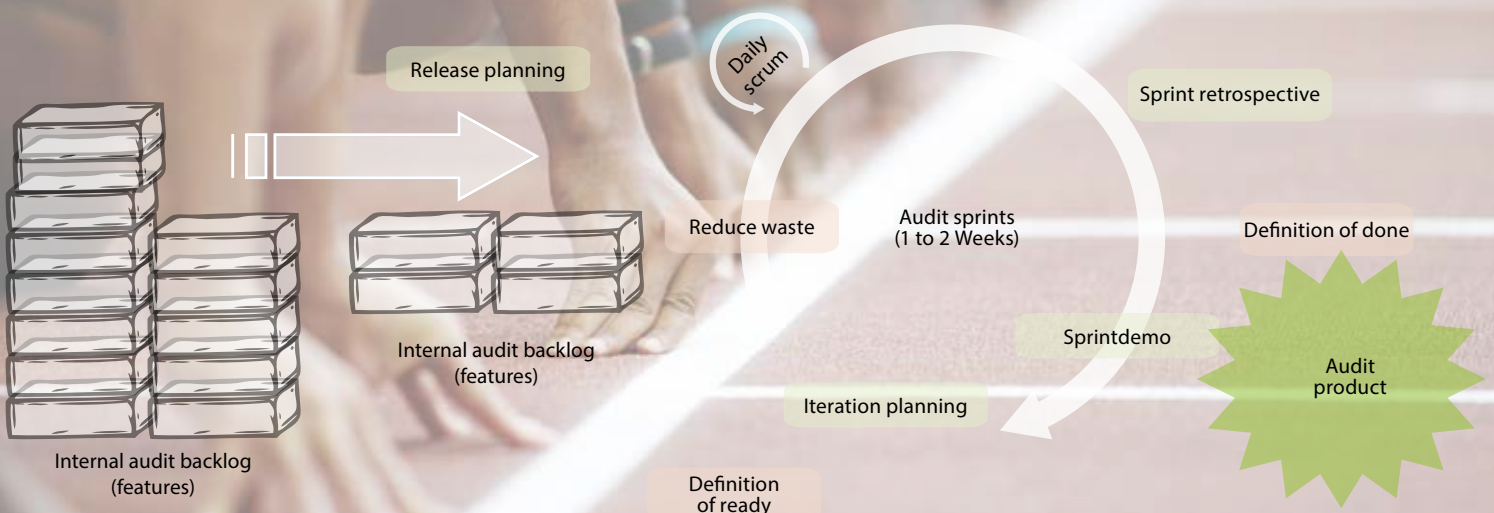 Release planning
Daily
scrum
Sprint retrospective
Reduce waste
Audit sprints
(1 to 2 Weeks)
Definition of done
Internal audit backlog
(features)
Sprintdemo
Audit
product
Iteration planning
Internal audit backlog
(features)
Definition
of ready